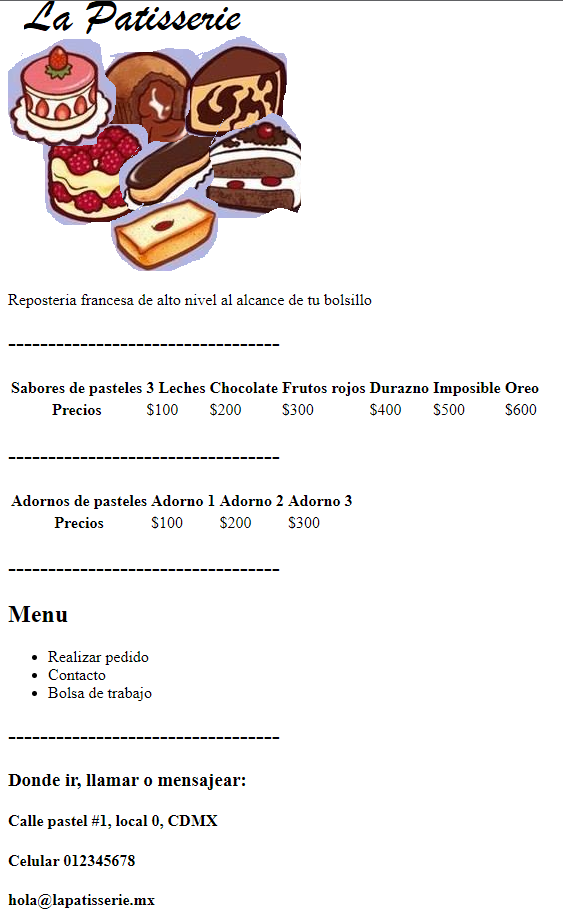 La Patisserie
Reposteria francesa de alto nivel al alcance de tu bolsillo
----------------------------------
Sabores de pasteles 3 Leches Chocolate Frutos rojos Durazno Imposible Oreo
Precios $100 $200 $300 $400 $500 $600
----------------------------------
Adornos de pasteles Adorno 1 Adorno 2 Adorno 3
Precios $100 $200 $300
----------------------------------
Menu
• Realizar pedido
• Contacto
• Bolsa de trabajo
----------------------------------
Donde ir, llamar o mensajear:
Calle pastel #1, local 0, CDMX
Celular 012345678
hola@lapatisserie.mx